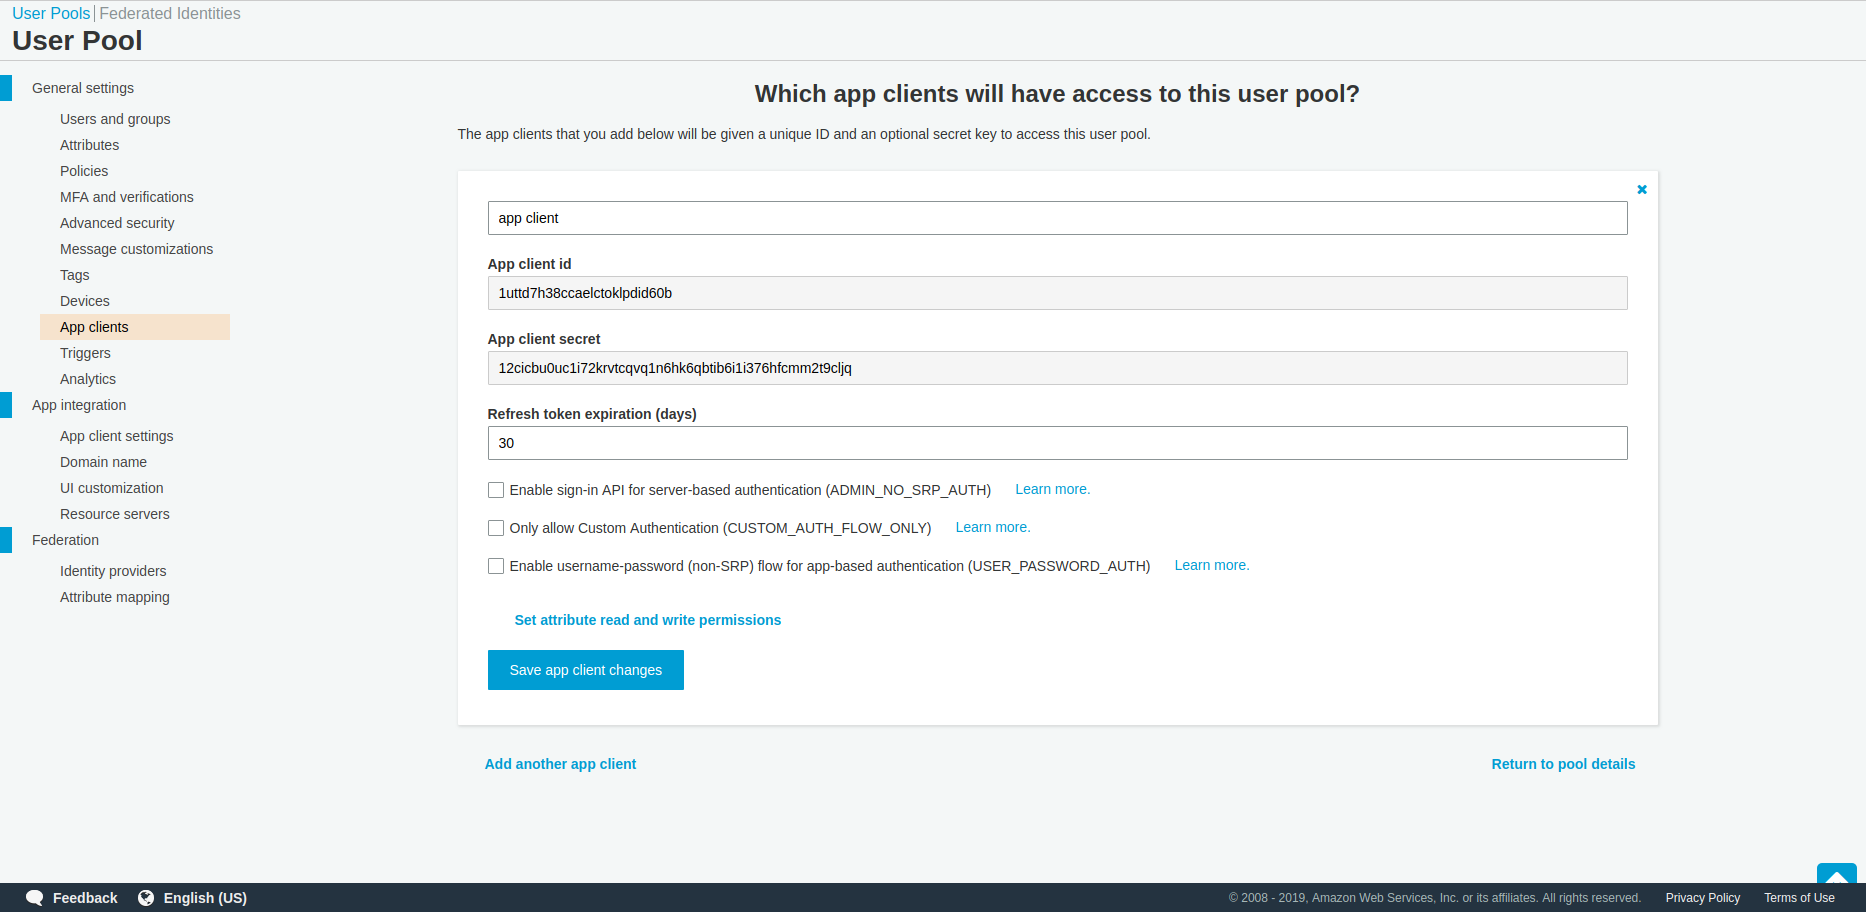 User Pools | Federated Identities
User Pool
General settings
Users and groups
Attributes
Policies
MFA and verifications
Advanced security
Message customizations
Tags
Devices
App clients
Triggers
Analytics
App integration
App client settings
Domain name
UI customization
Resource servers
Federation
Identity providers
Attribute mapping
Which app clients will have access to this user pool?
The app clients that you add below will be given a unique ID and an optional secret key to access this user pool.
app client
App client id
1uttd7h38ccaelctoklpdid60b
App client secret
12cicbu0uc1i72krvtcqvq1n6hk6qbtib6i1i376hfcmm2t9cljq
Refresh token expiration (days)
30
Enable sign-in API for server-based authentication (ADMIN_NO_SRP_AUTH) Learn more.
Only allow Custom Authentication (CUSTOM_AUTH_FLOW_ONLY) Learn more.
Enable username-password (non-SRP) flow for app-based authentication (USER_PASSWORD_AUTH) Learn more.
Set attribute read and write permissions
Save app client changes
Add another app client
Return to pool details
Feedback
English (US)
© 2008 - 2019, Amazon Web Services, Inc. or its affiliates. All rights reserved.
Privacy Policy
Terms of Use